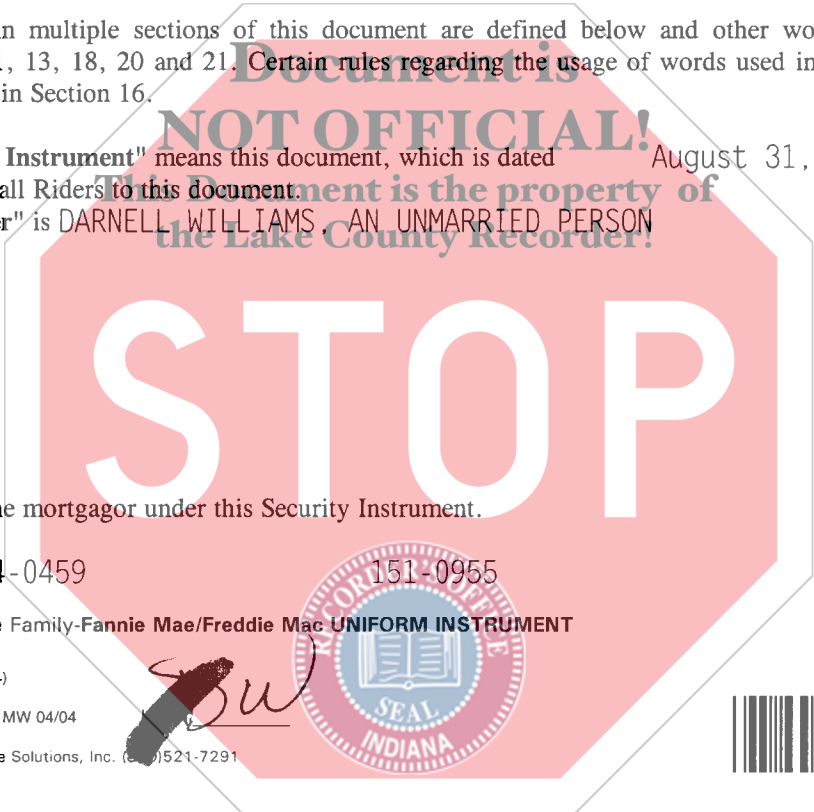 in multiple sections of this document are defined below and other wo
, 13, 18, 20 and 21. Certain rules regarding the usage of words used in
in Section 16.
Document is
NOT OFFICIAL!
Instrument" means this document, which is dated August 31,
all Riders to this document.
This Document is the property of
r" is DARNELL WILLIAMS, AN UNMARRIED PERSON
the Lake County Recorder!
STOP
e mortgagor under this Security Instrument.
-0459 151-0955
Family-Fannie Mae/Freddie Mac UNIFORM INSTRUMENT
MW 04/04
e Solutions, Inc. ( )521-7291
RECORDER'S OFFICE
SEAL
INDIANA